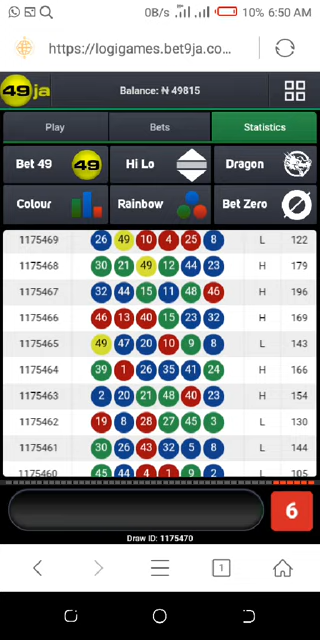 0B/s 10% 6:50 AM
https://logigames.bet9ja.co...
49ja Balance: ₦ 49815
Play Bets Statistics
Bet 49 49 Hi Lo Dragon
Colour Rainbow Bet Zero
1175469 26 49 10 4 25 8 L 122
1175468 30 21 49 12 44 23 H 179
1175467 32 44 15 11 48 46 H 196
1175466 46 13 40 15 23 32 H 169
1175465 49 47 20 10 9 8 L 143
1175464 39 1 26 35 41 24 H 166
1175463 2 20 21 48 40 23 H 154
1175462 19 8 28 27 45 3 L 130
1175461 30 26 43 32 5 8 L 144
1175460 45 44 4 1 9 2 L 105
6
Draw ID: 1175470
1